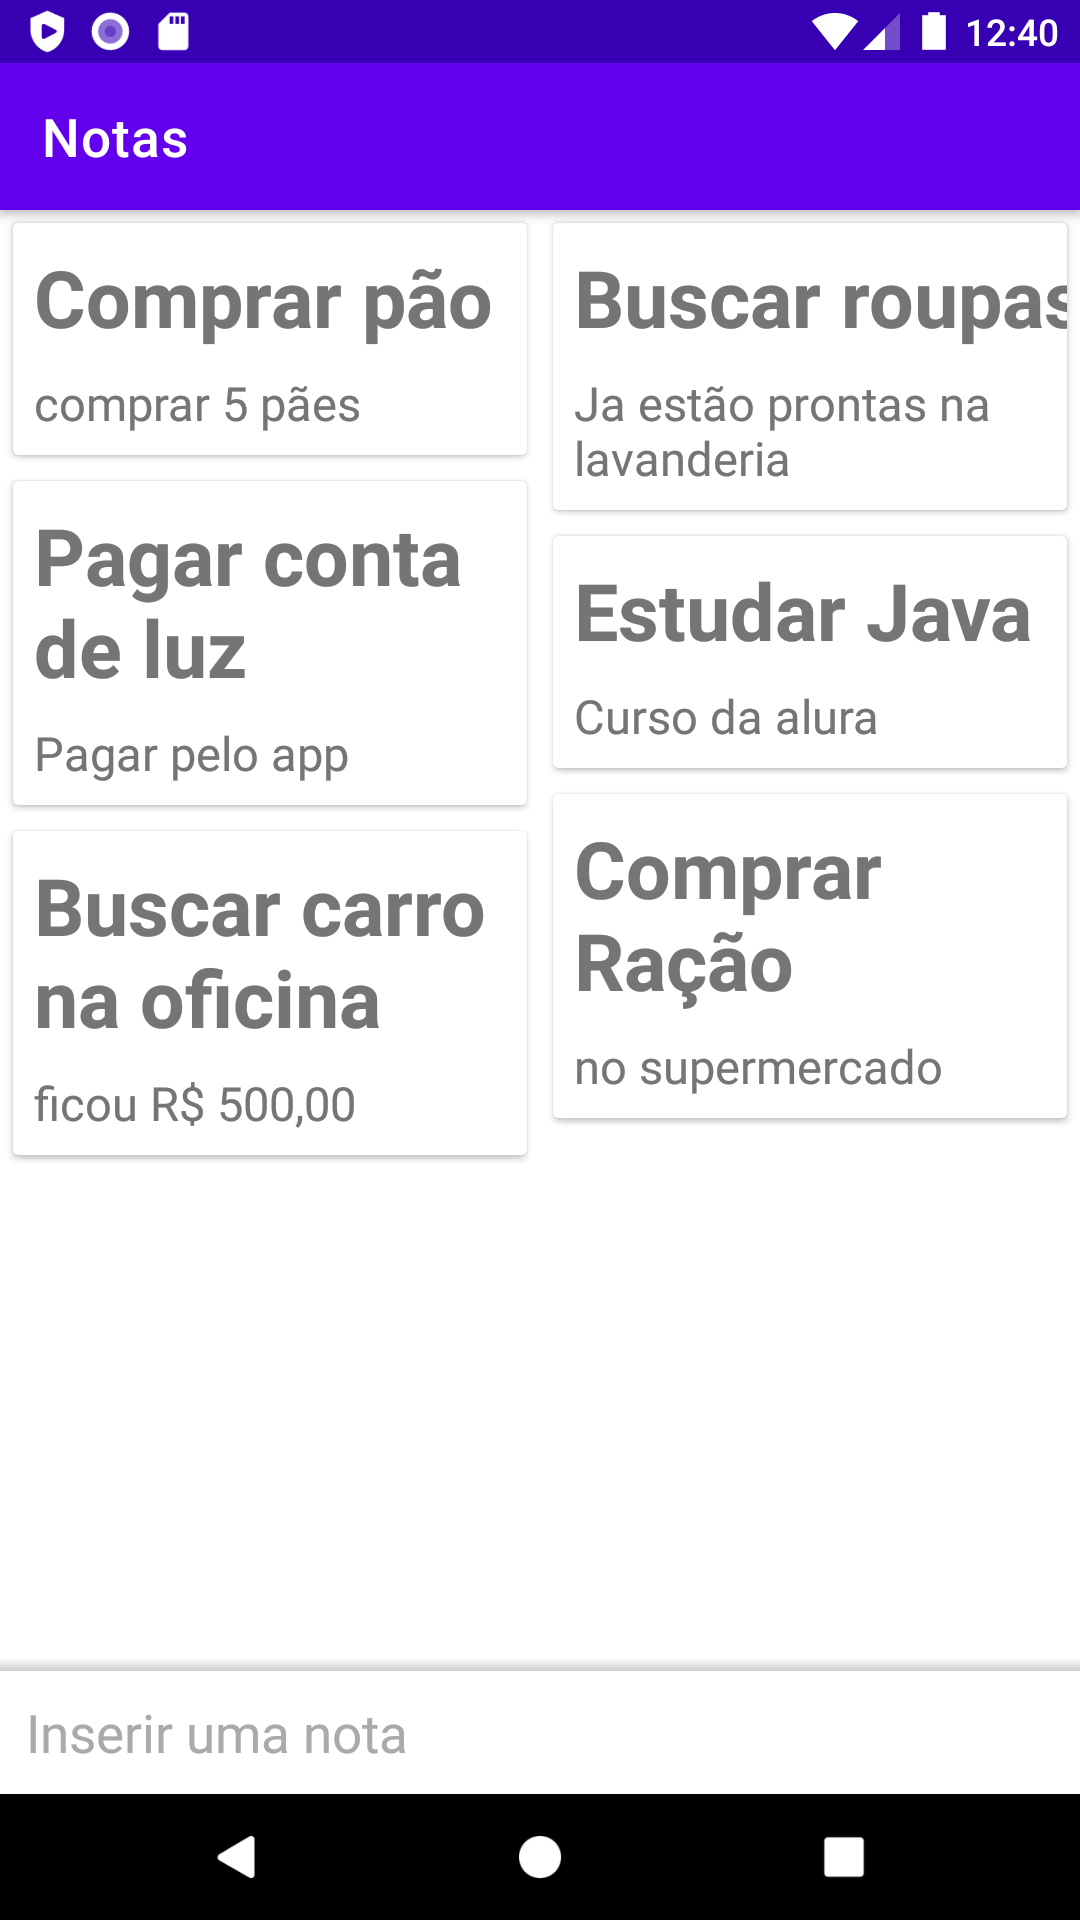 12:40
Notas
Comprar pão
comprar 5 pães
Pagar conta
de luz
Pagar pelo app
Buscar carro
na oficina
ficou R$ 500,00
Buscar roupas
Ja estão prontas na
lavanderia
Estudar Java
Curso da alura
Comprar
Ração
no supermercado
Inserir uma nota